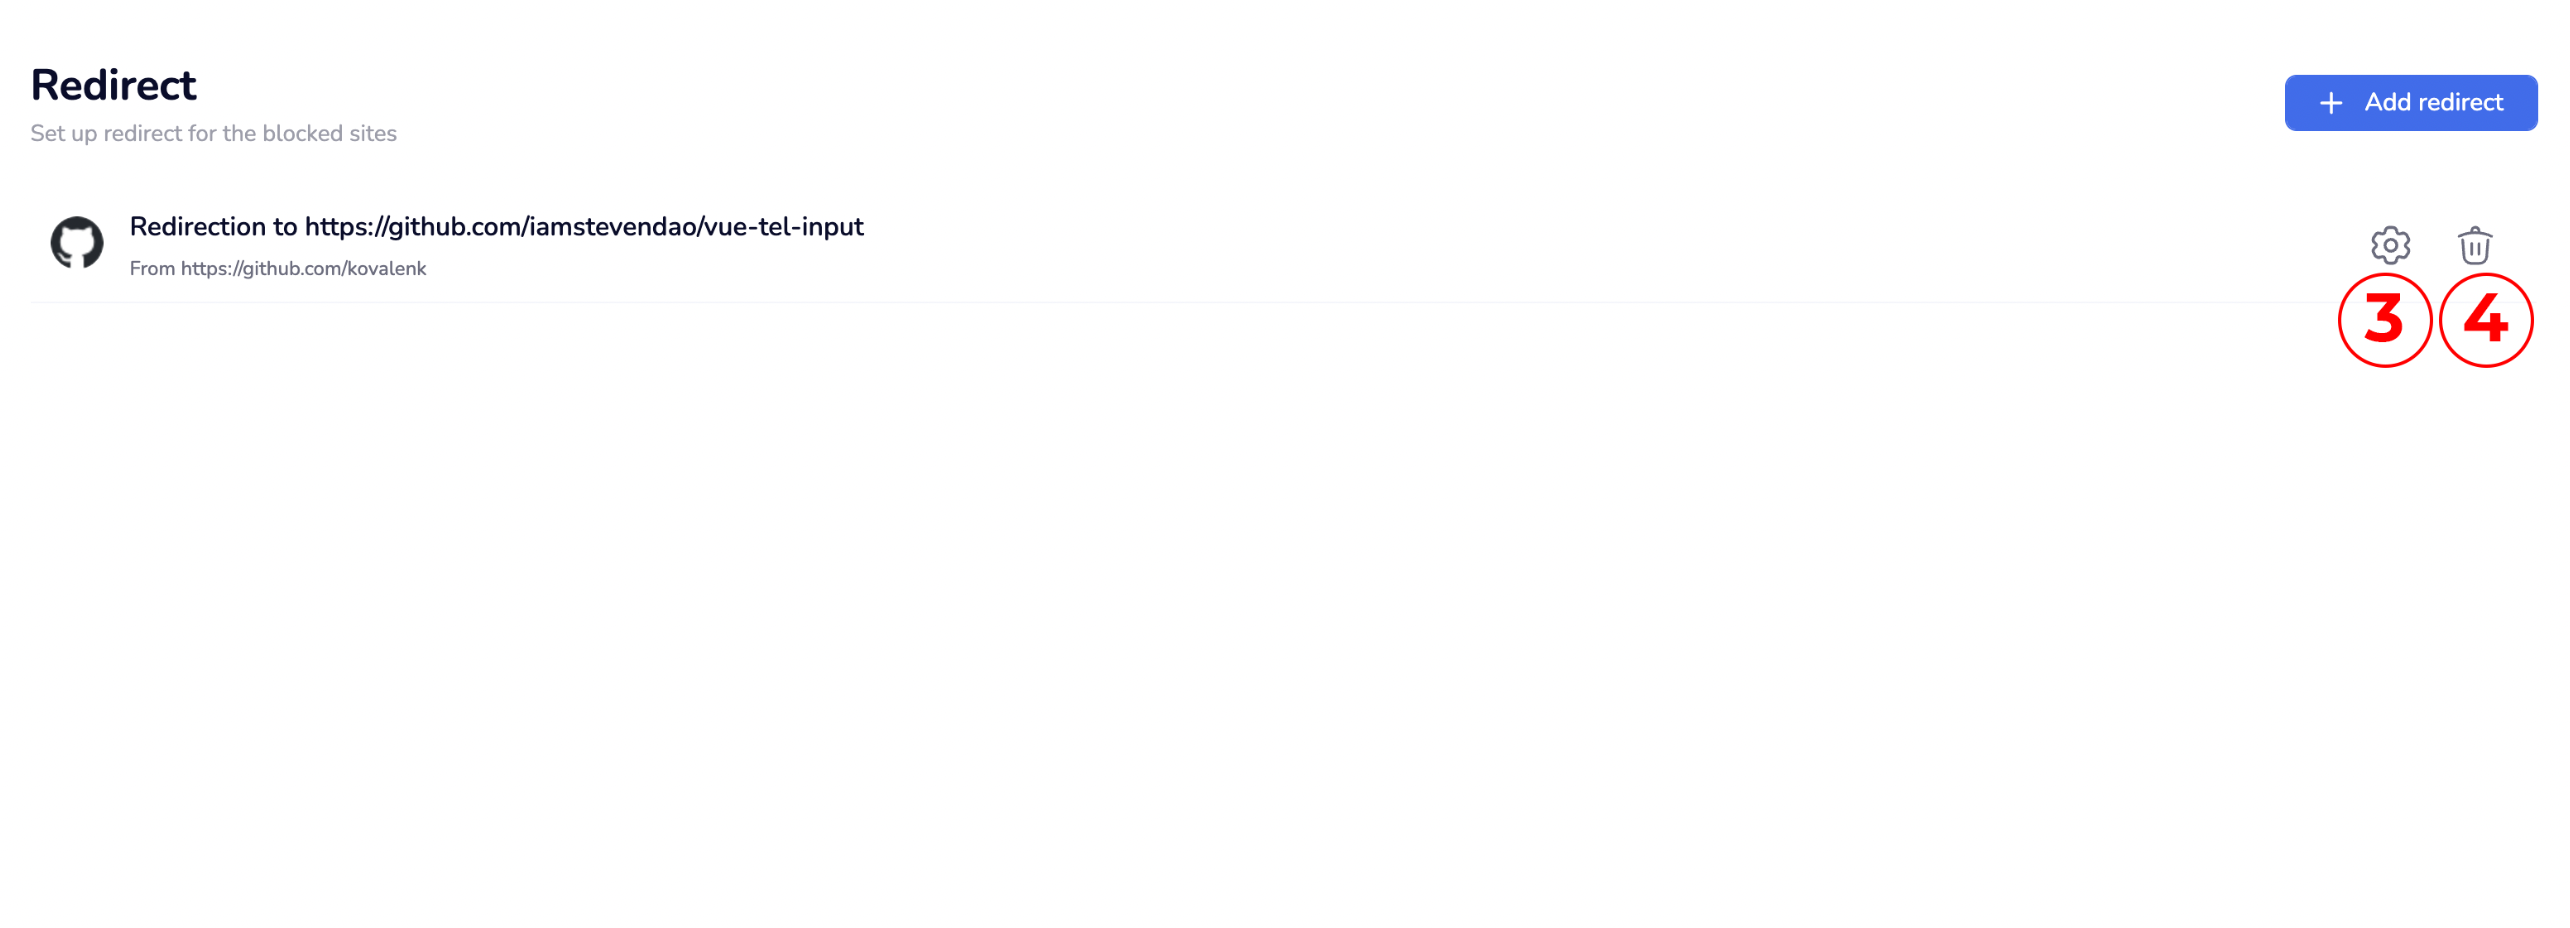 Redirect
Set up redirect for the blocked sites
Add redirect
Redirection to https://github.com/iamstevendao/vue-tel-input
From https://github.com/kovalenk
3 4